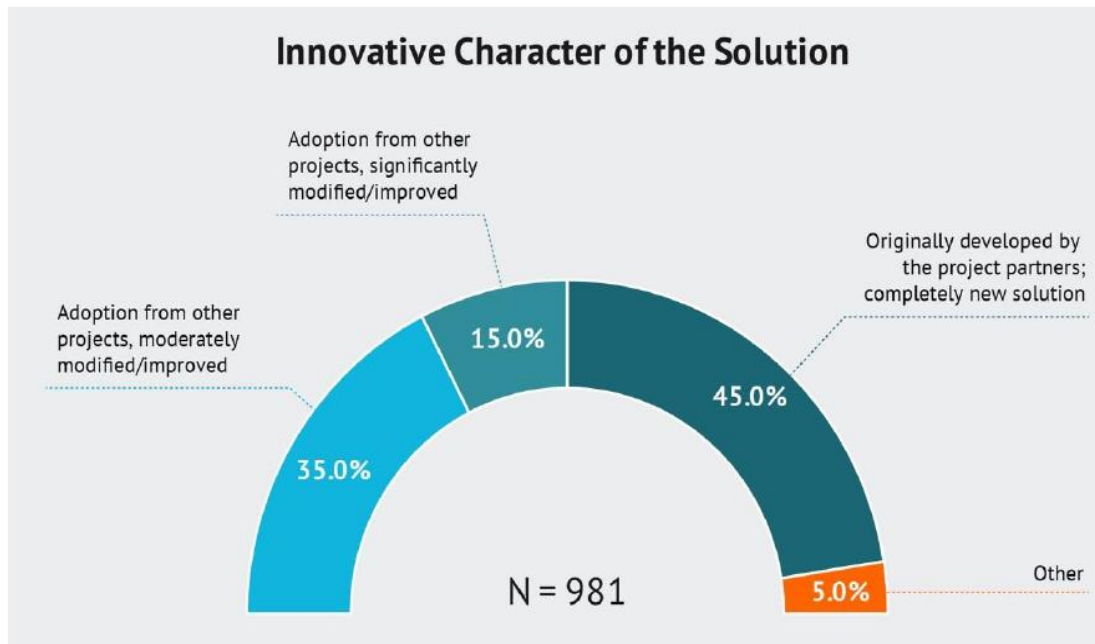 Innovative Character of the Solution
Adoption from other
projects, significantly
modified/improved
Originally developed by
the project partners;
completely new solution
Adoption from other
projects, moderately
modified/improved
15.0%
45.0%
35.0%
Other
N = 981
5.0%